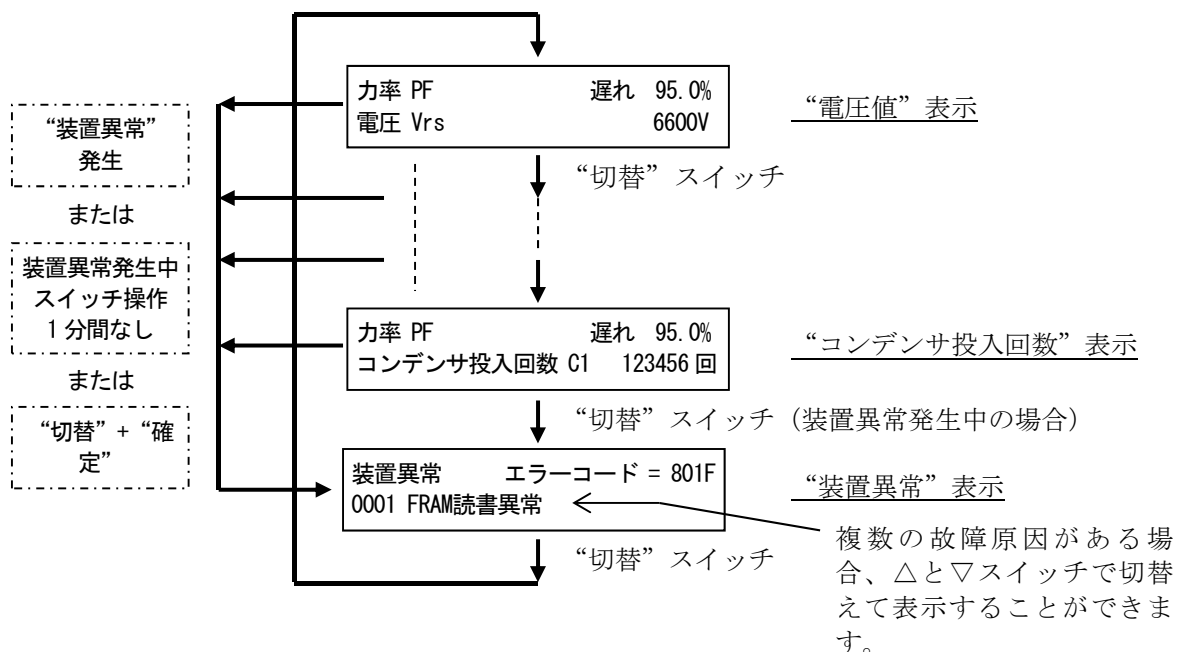 力率 PF 遅れ 95.0%
電圧 Vrs 6600V
“電圧値”表示
“装置異常”
発生
または
装置異常発生中
スイッチ操作
1分間なし
または
“切替”+“確
定”
“切替”スイッチ
力率 PF 遅れ 95.0%
コンデンサ投入回数 C1 123456回
“コンデンサ投入回数”表示
“切替”スイッチ（装置異常発生中の場合）
装置異常 エラーコード = 801F
0001 FRAM読書異常
“装置異常”表示
“切替”スイッチ
複数の故障原因がある場
合、△と▽スイッチで切替
えて表示することができま
す。